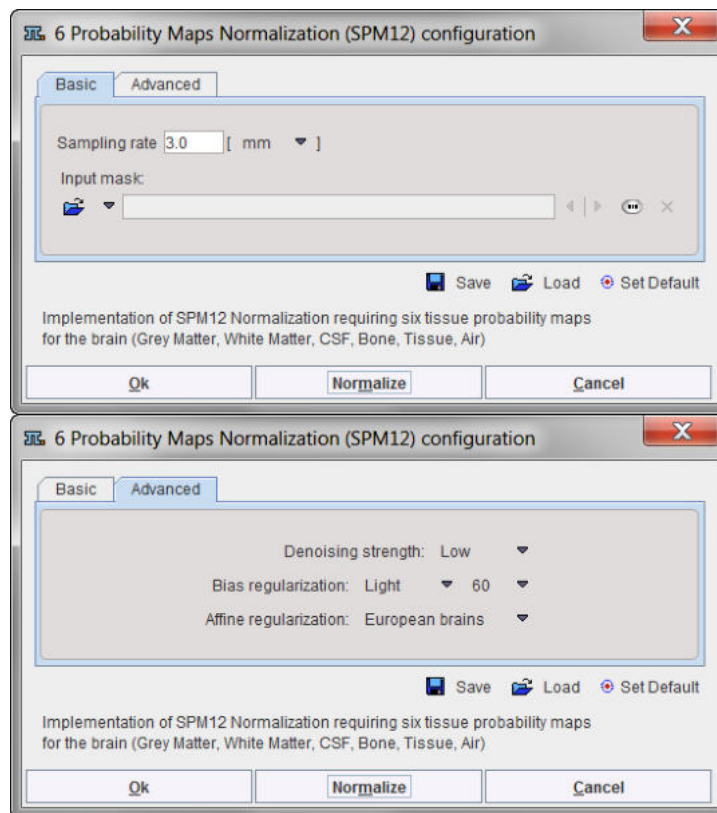 6 Probability Maps Normalization (SPM12) configuration
Basic Advanced
Sampling rate 3.0 [ mm ]
Input mask:
Save Load Set Default
Implementation of SPM12 Normalization requiring six tissue probability maps
for the brain (Grey Matter, White Matter, CSF, Bone, Tissue, Air)
Ok Normalize Cancel
6 Probability Maps Normalization (SPM12) configuration
Basic Advanced
Denoising strength: Low
Bias regularization: Light 60
Affine regularization: European brains
Save Load Set Default
Implementation of SPM12 Normalization requiring six tissue probability maps
for the brain (Grey Matter, White Matter, CSF, Bone, Tissue, Air)
Ok Normalize Cancel